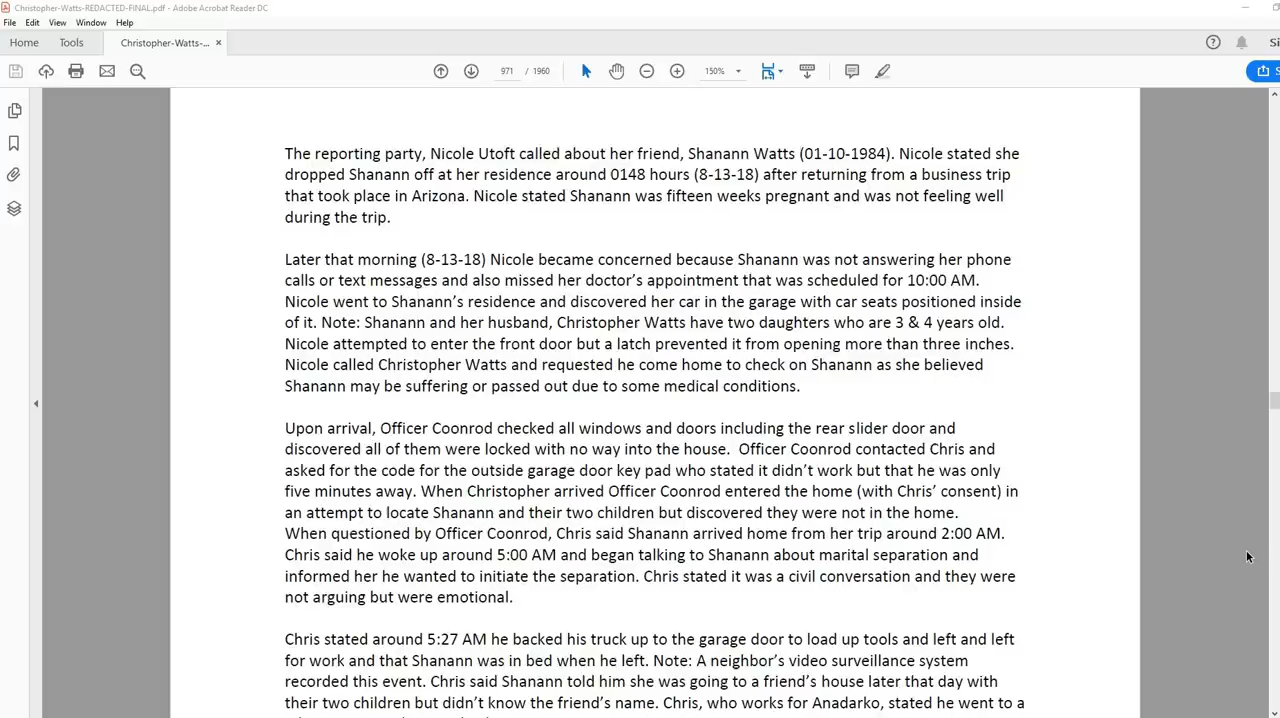 Christopher-Watts-REDACTED-FINAL.pdf - Adobe Acrobat Reader DC
File Edit View Window Help
Home Tools Christopher-Watts-... ×
971 / 1960 150%
The reporting party, Nicole Utoft called about her friend, Shanann Watts (01-10-1984). Nicole stated she
dropped Shanann off at her residence around 0148 hours (8-13-18) after returning from a business trip
that took place in Arizona. Nicole stated Shanann was fifteen weeks pregnant and was not feeling well
during the trip.
Later that morning (8-13-18) Nicole became concerned because Shanann was not answering her phone
calls or text messages and also missed her doctor's appointment that was scheduled for 10:00 AM.
Nicole went to Shanann's residence and discovered her car in the garage with car seats positioned inside
of it. Note: Shanann and her husband, Christopher Watts have two daughters who are 3 & 4 years old.
Nicole attempted to enter the front door but a latch prevented it from opening more than three inches.
Nicole called Christopher Watts and requested he come home to check on Shanann as she believed
Shanann may be suffering or passed out due to some medical conditions.
Upon arrival, Officer Coonrod checked all windows and doors including the rear slider door and
discovered all of them were locked with no way into the house.  Officer Coonrod contacted Chris and
asked for the code for the outside garage door key pad who stated it didn't work but that he was only
five minutes away. When Christopher arrived Officer Coonrod entered the home (with Chris' consent) in
an attempt to locate Shanann and their two children but discovered they were not in the home.
When questioned by Officer Coonrod, Chris said Shanann arrived home from her trip around 2:00 AM.
Chris said he woke up around 5:00 AM and began talking to Shanann about marital separation and
informed her he wanted to initiate the separation. Chris stated it was a civil conversation and they were
not arguing but were emotional.
Chris stated around 5:27 AM he backed his truck up to the garage door to load up tools and left and left
for work and that Shanann was in bed when he left. Note: A neighbor's video surveillance system
recorded this event. Chris said Shanann told him she was going to a friend's house later that day with
their two children but didn't know the friend's name. Chris, who works for Anadarko, stated he went to a